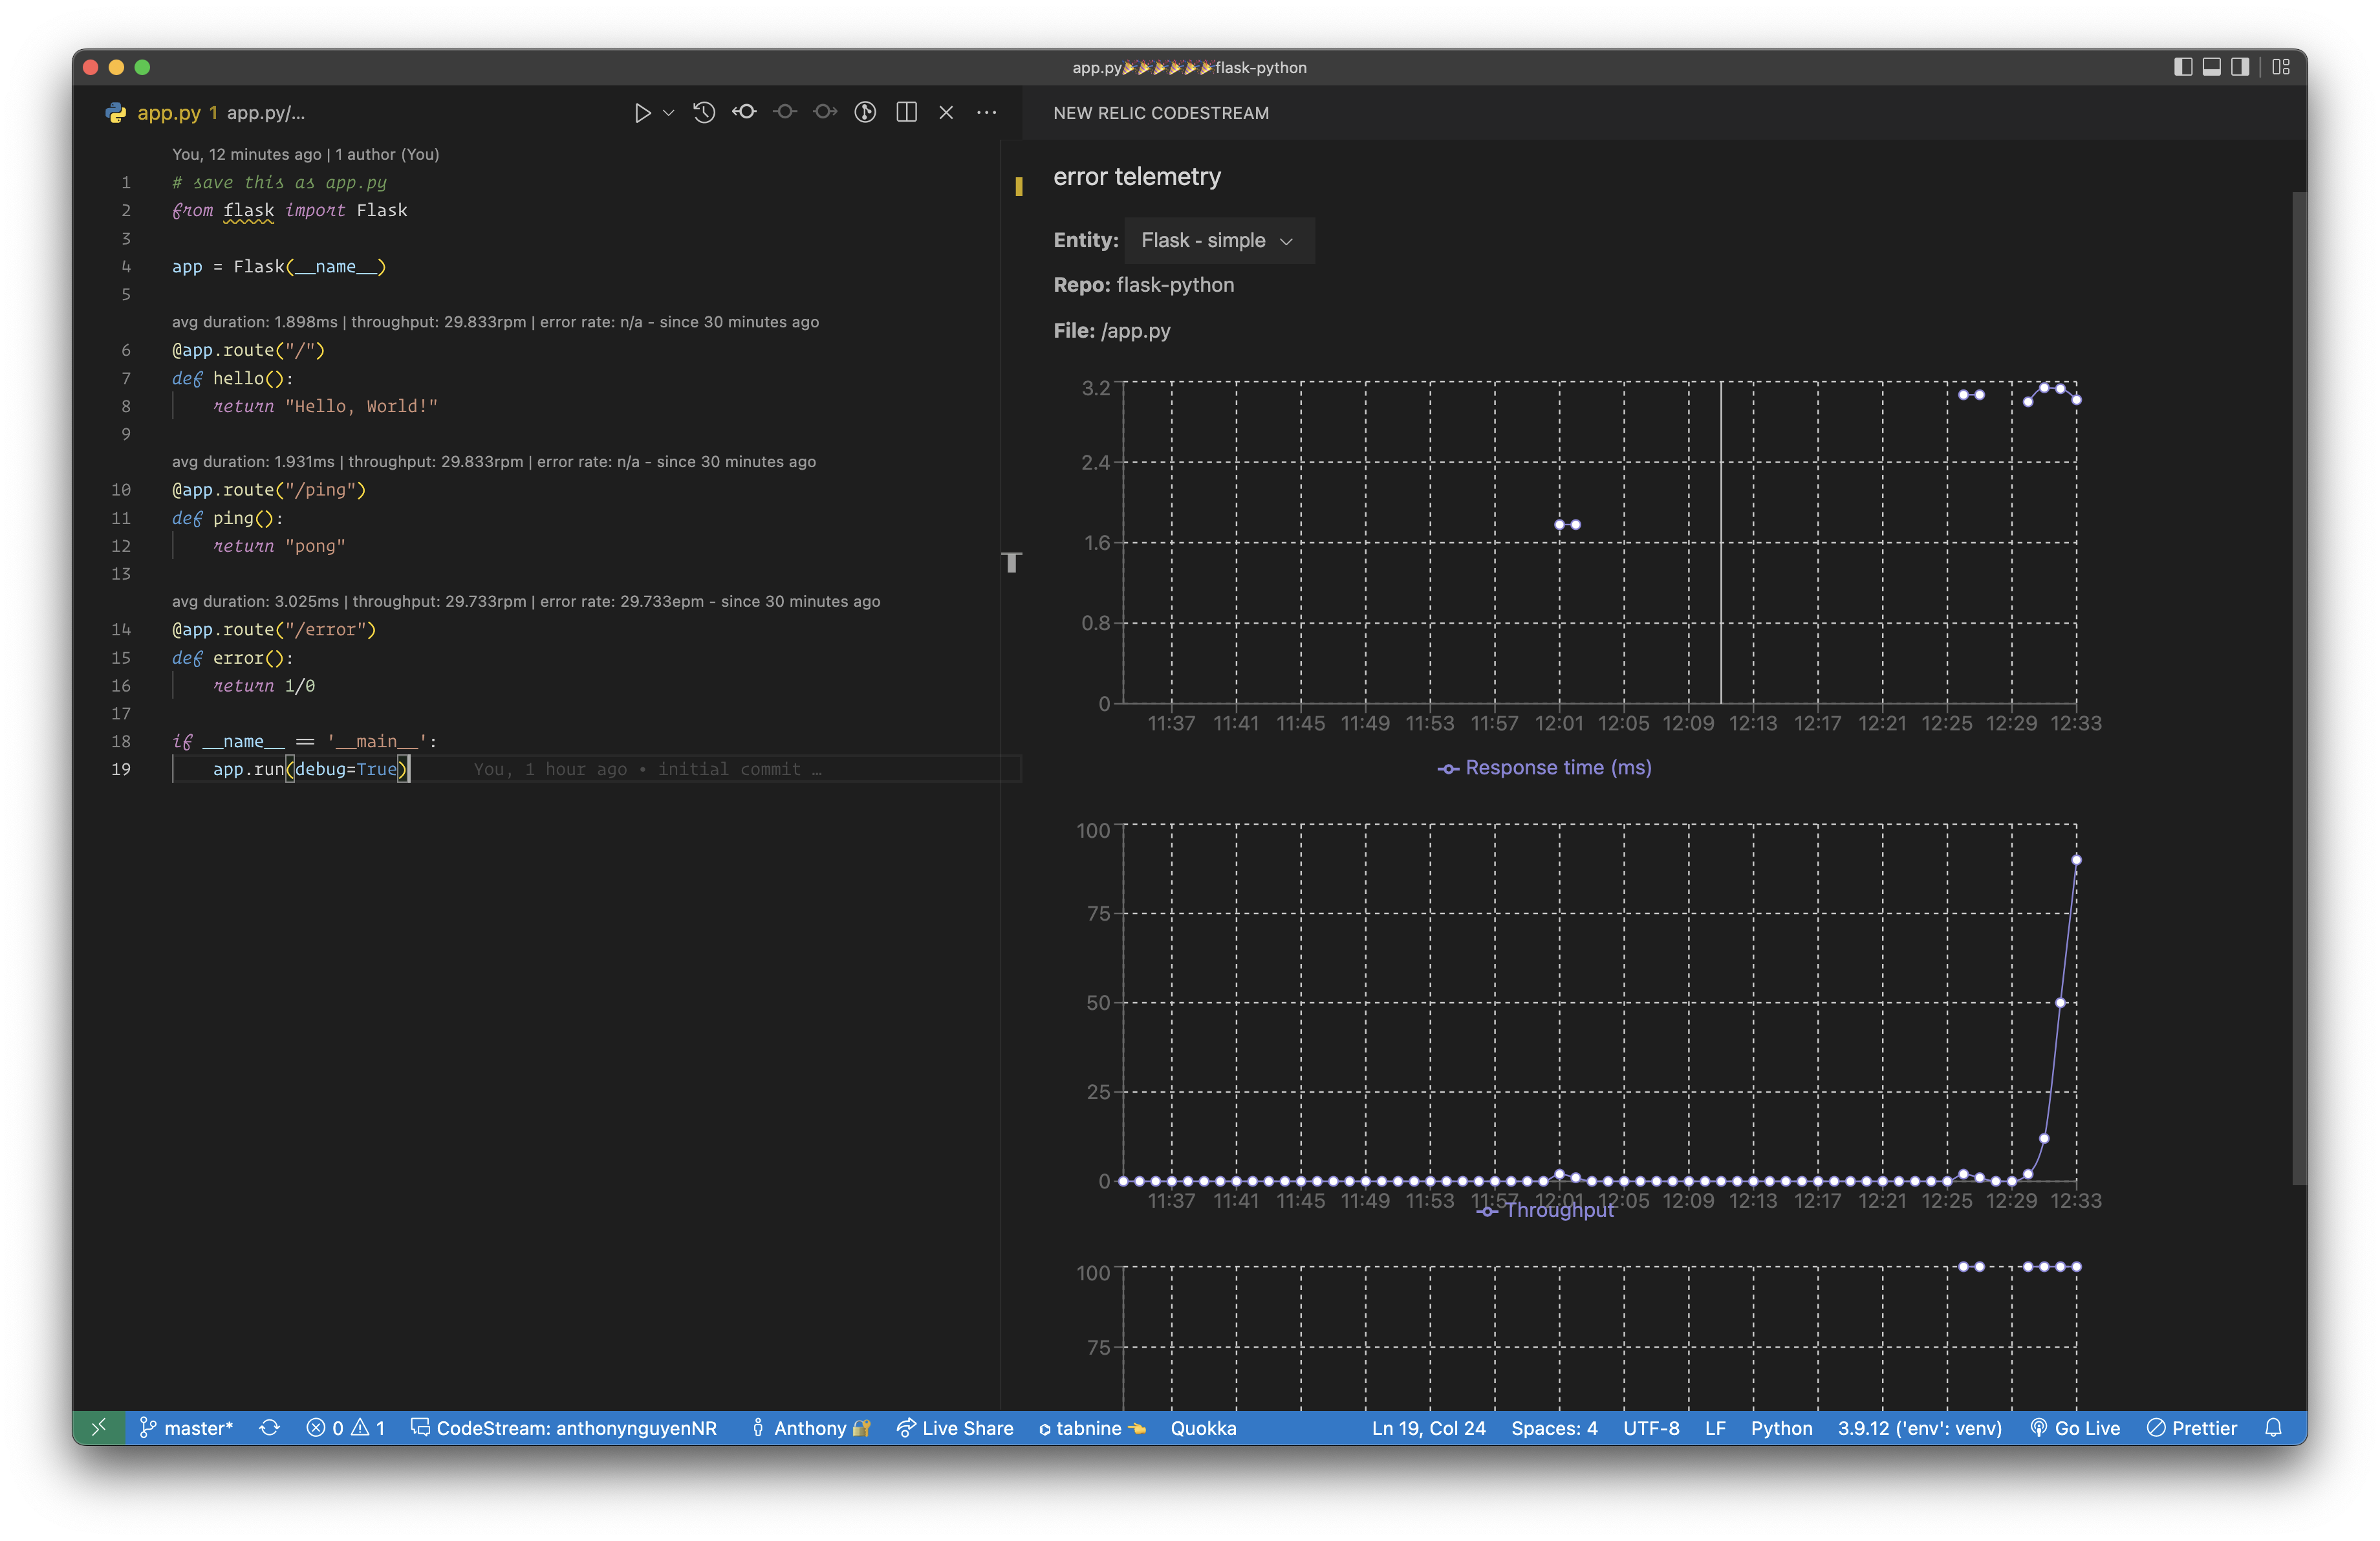 app.py🎉🎉🎉🎉🎉🎉flask-python
app.py 1 app.py/...
You, 12 minutes ago | 1 author (You)
1 # save this as app.py
2 from flask import Flask
3
4 app = Flask(__name__)
5
avg duration: 1.898ms | throughput: 29.833rpm | error rate: n/a - since 30 minutes ago
6 @app.route("/")
7 def hello():
8 return "Hello, World!"
9
avg duration: 1.931ms | throughput: 29.833rpm | error rate: n/a - since 30 minutes ago
10 @app.route("/ping")
11 def ping():
12 return "pong"
13
avg duration: 3.025ms | throughput: 29.733rpm | error rate: 29.733epm - since 30 minutes ago
14 @app.route("/error")
15 def error():
16 return 1/0
17
18 if __name__ == '__main__':
19 app.run(debug=True) You, 1 hour ago • initial commit …
NEW RELIC CODESTREAM
error telemetry
Entity: Flask - simple
Repo: flask-python
File: /app.py
3.2
2.4
1.6
0.8
0
11:37 11:41 11:45 11:49 11:53 11:57 12:01 12:05 12:09 12:13 12:17 12:21 12:25 12:29 12:33
Response time (ms)
100
75
50
25
0
11:37 11:41 11:45 11:49 11:53 11:57 12:01 12:05 12:09 12:13 12:17 12:21 12:25 12:29 12:33
Throughput
100
75
master* 0 1 CodeStream: anthonynguyenNR Anthony 🔐 Live Share tabnine 👈 Quokka Ln 19, Col 24 Spaces: 4 UTF-8 LF Python 3.9.12 ('env': venv) Go Live Prettier